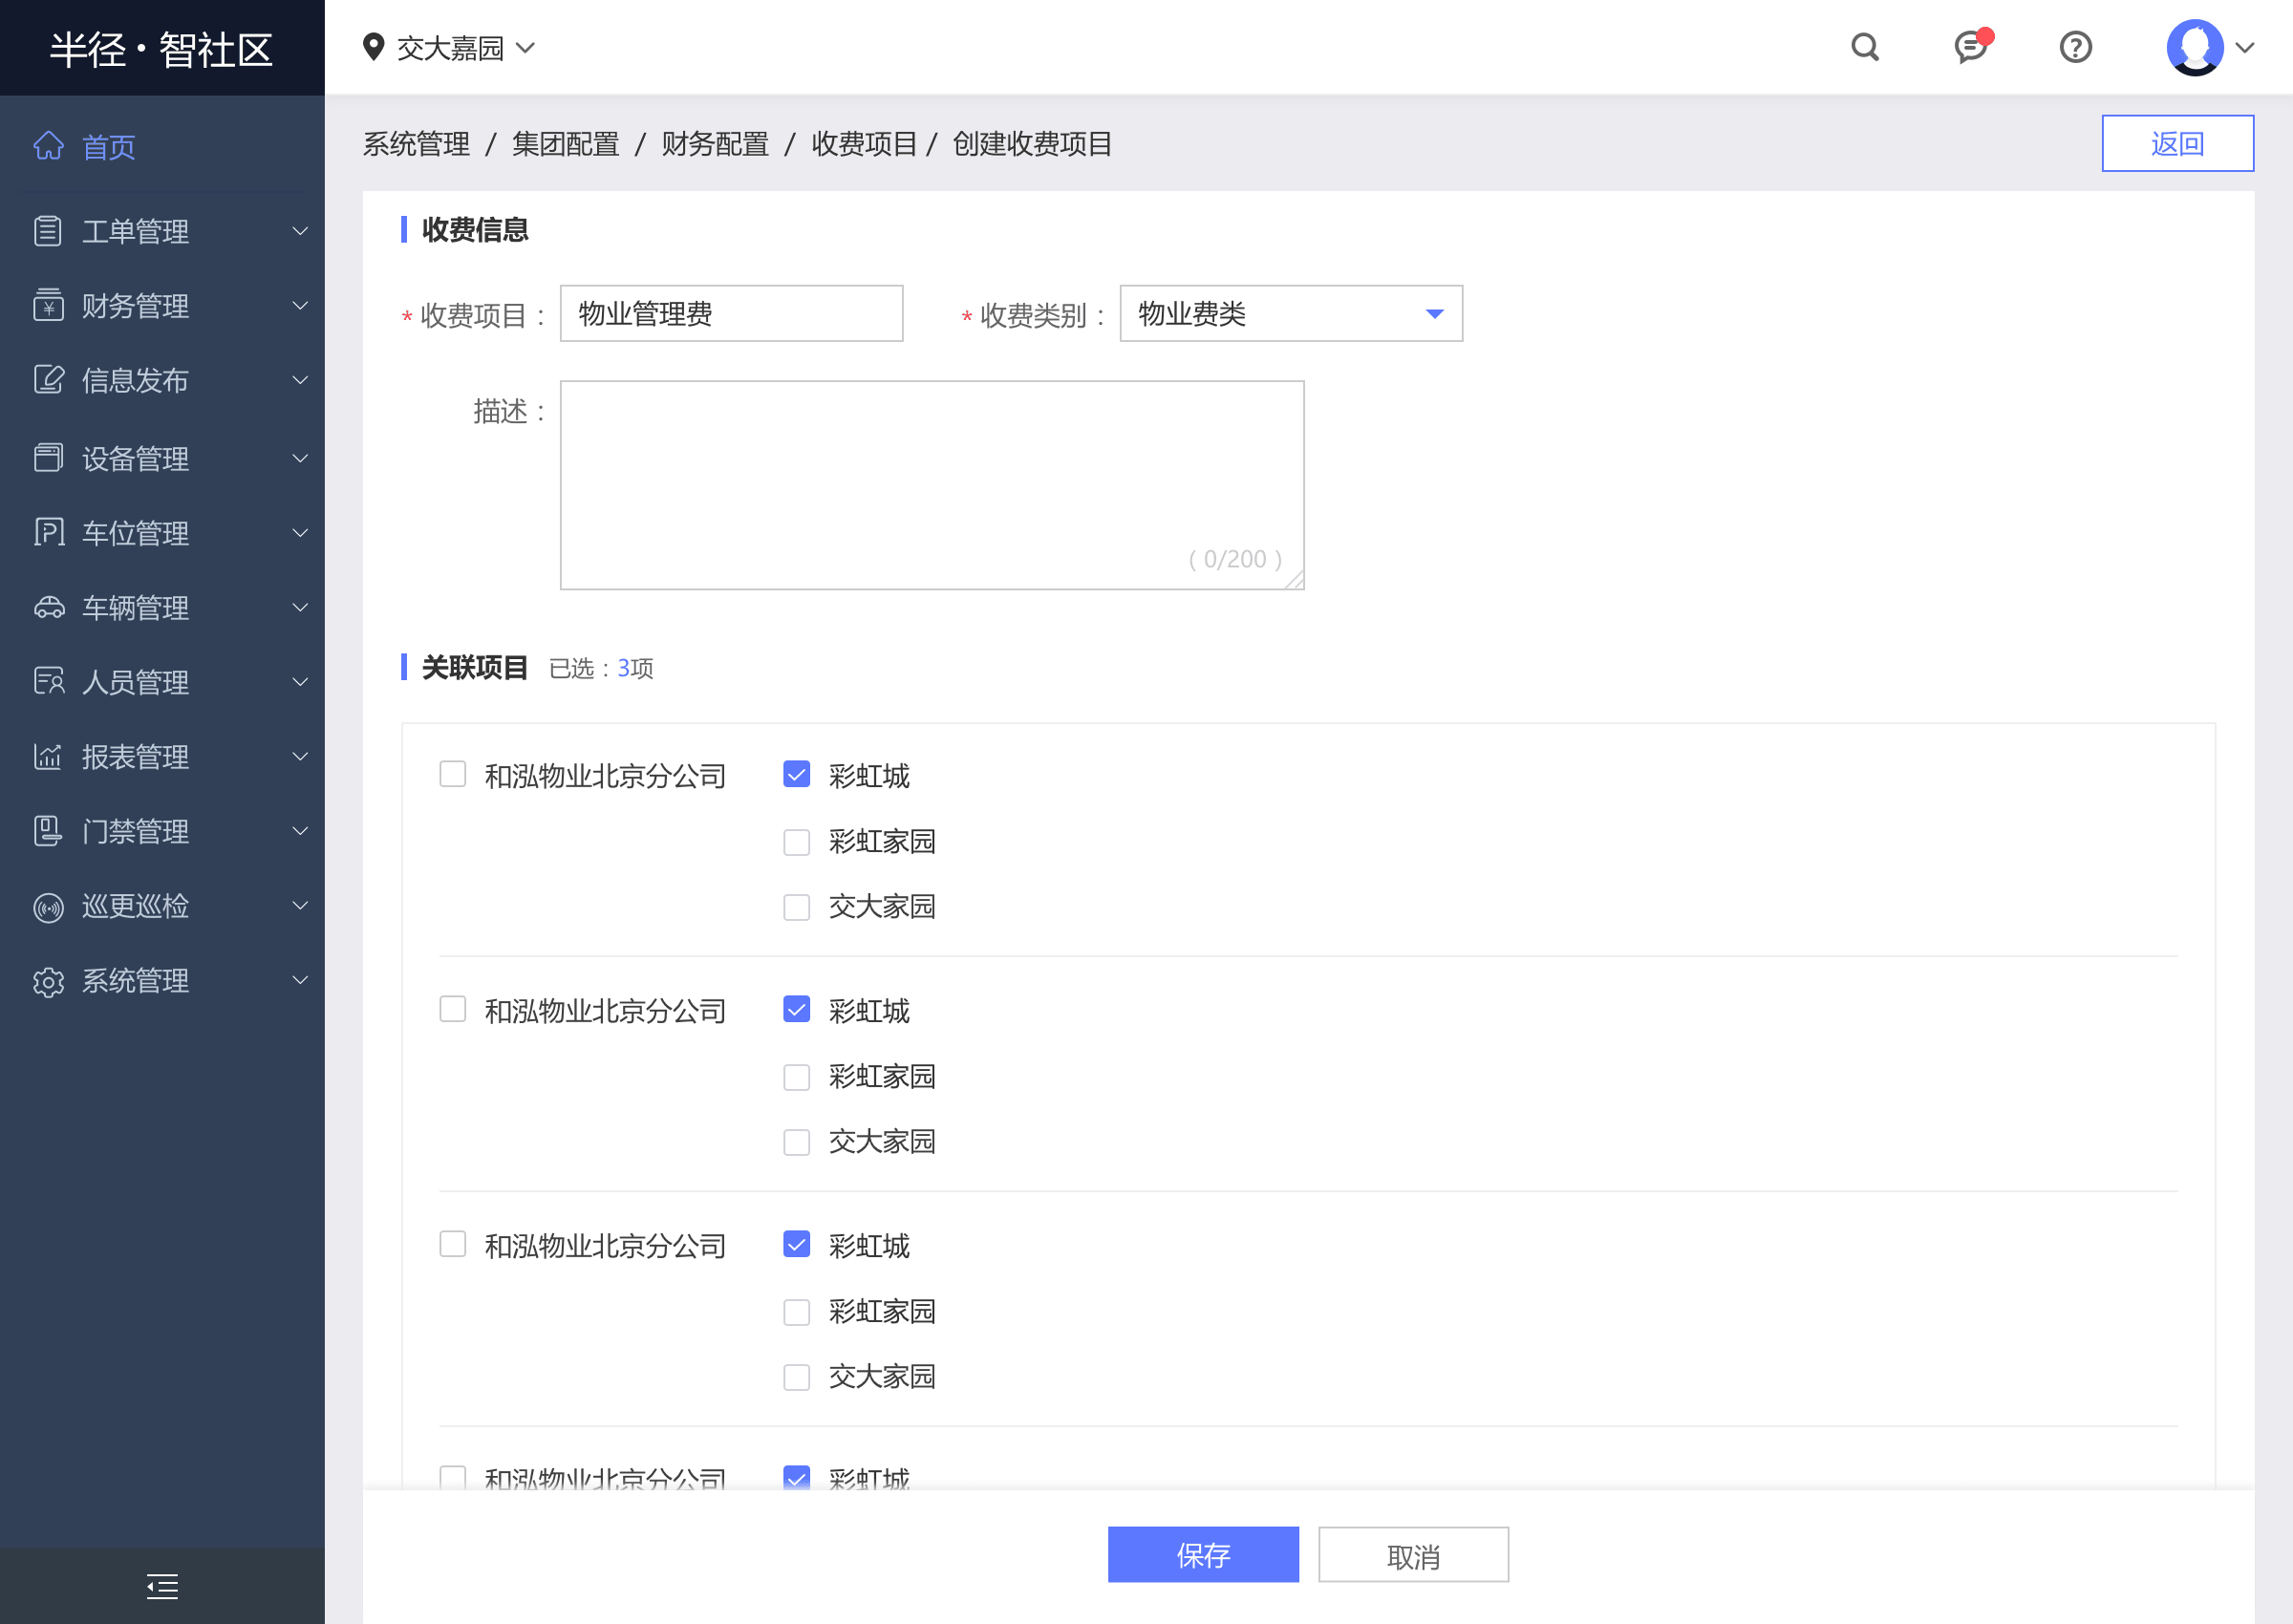 半径·智社区
交大嘉园
首页
工单管理
财务管理
信息发布
设备管理
车位管理
车辆管理
人员管理
报表管理
门禁管理
巡更巡检
系统管理
系统管理 / 集团配置 / 财务配置 / 收费项目 / 创建收费项目
返回
收费信息
* 收费项目： 物业管理费 * 收费类别： 物业费类
描述：
（0/200）
关联项目 已选：3项
和泓物业北京分公司 彩虹城
彩虹家园
交大家园
和泓物业北京分公司 彩虹城
彩虹家园
交大家园
和泓物业北京分公司 彩虹城
彩虹家园
交大家园
和泓物业北京分公司 彩虹城
保存 取消